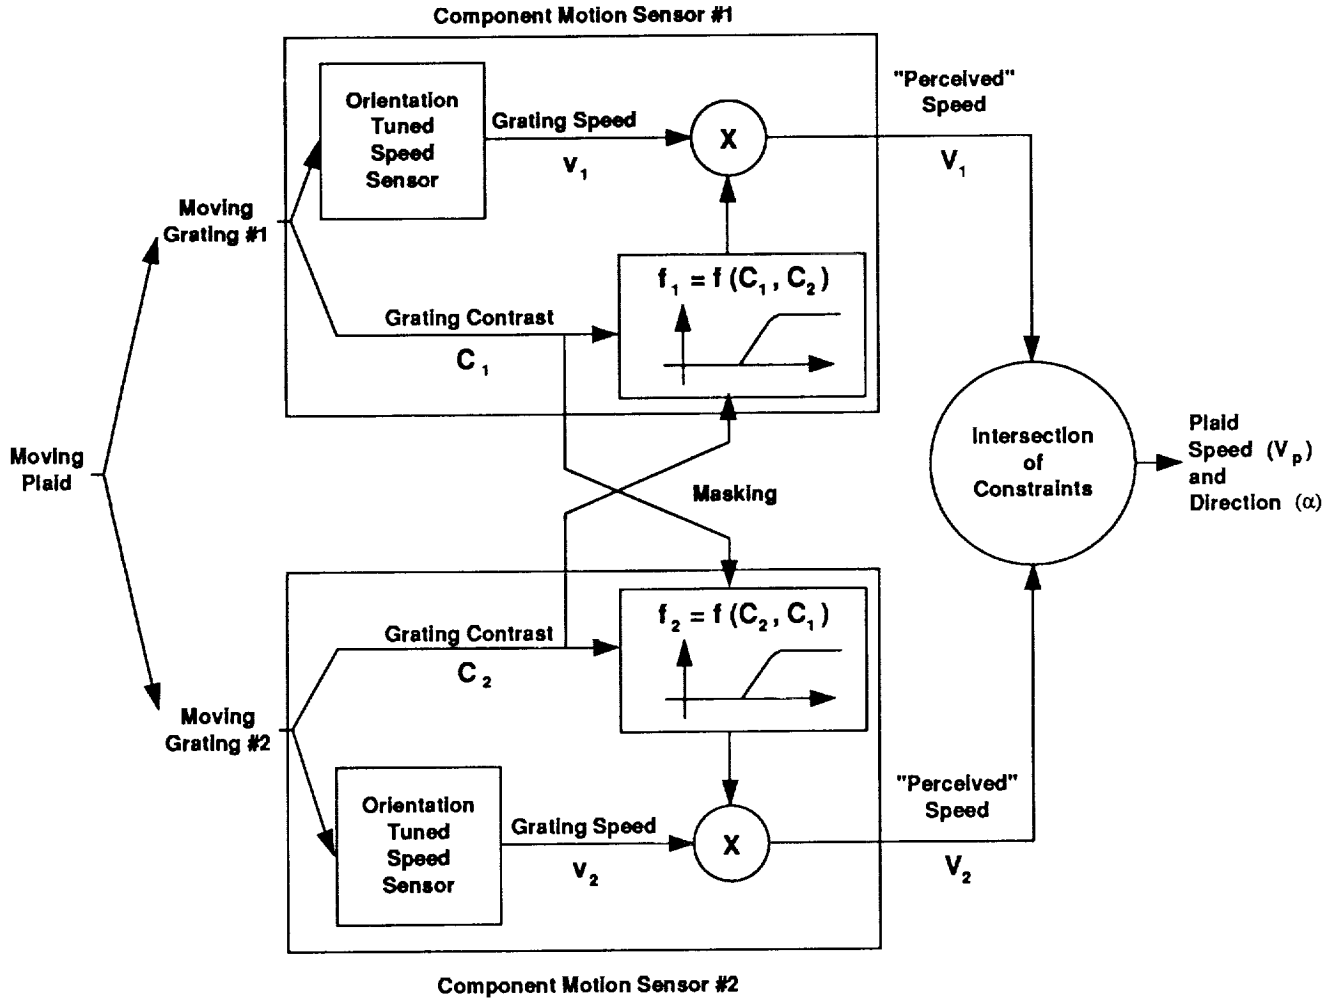 Component Motion Sensor #1
Orientation
Tuned
Speed
Sensor
Grating Speed
v₁
X
"Perceived"
Speed
V₁
Moving
Grating #1
f₁ = f (C₁ , C₂ )
Grating Contrast
C₁
Moving
Plaid
Masking
Intersection
of
Constraints
Plaid
Speed (Vₚ)
and
Direction (α)
f₂ = f (C₂ , C₁ )
Grating Contrast
C₂
Moving
Grating #2
Orientation
Tuned
Speed
Sensor
Grating Speed
v₂
X
"Perceived"
Speed
V₂
Component Motion Sensor #2